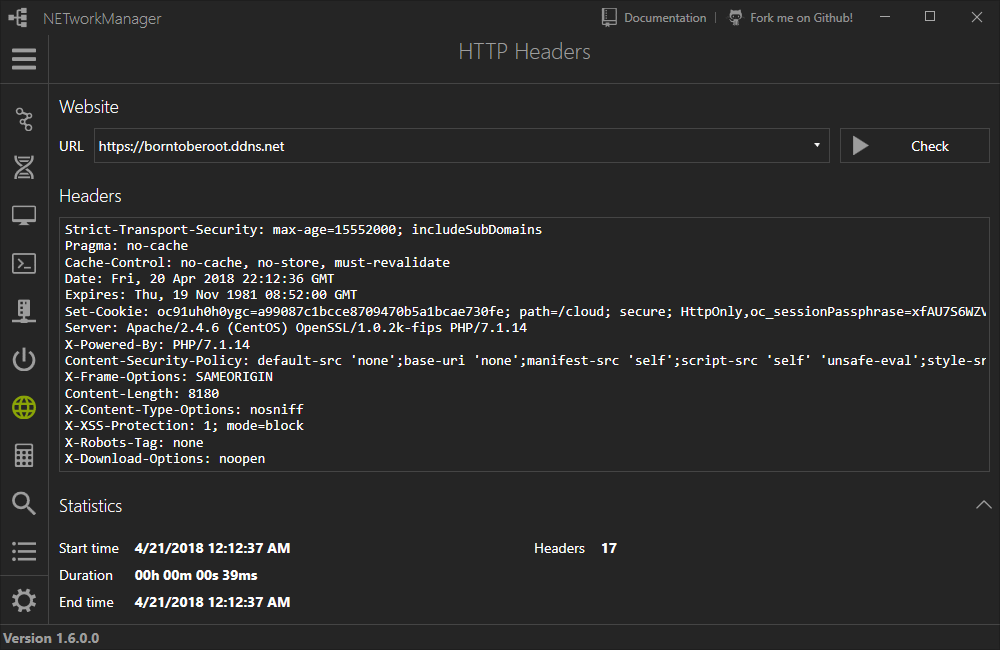 NETworkManager
Documentation
Fork me on Github!
HTTP Headers
Website
URL https://borntoberoot.ddns.net Check
Headers
Strict-Transport-Security: max-age=15552000; includeSubDomains
Pragma: no-cache
Cache-Control: no-cache, no-store, must-revalidate
Date: Fri, 20 Apr 2018 22:12:36 GMT
Expires: Thu, 19 Nov 1981 08:52:00 GMT
Set-Cookie: oc91uh0h0ygc=a99087c1bcce8709470b5a1bcae730fe; path=/cloud; secure; HttpOnly,oc_sessionPassphrase=xfAU7S6WZV
Server: Apache/2.4.6 (CentOS) OpenSSL/1.0.2k-fips PHP/7.1.14
X-Powered-By: PHP/7.1.14
Content-Security-Policy: default-src 'none';base-uri 'none';manifest-src 'self';script-src 'self' 'unsafe-eval';style-sr
X-Frame-Options: SAMEORIGIN
Content-Length: 8180
X-Content-Type-Options: nosniff
X-XSS-Protection: 1; mode=block
X-Robots-Tag: none
X-Download-Options: noopen
Statistics
Start time 4/21/2018 12:12:37 AM Headers 17
Duration 00h 00m 00s 39ms
End time 4/21/2018 12:12:37 AM
Version 1.6.0.0